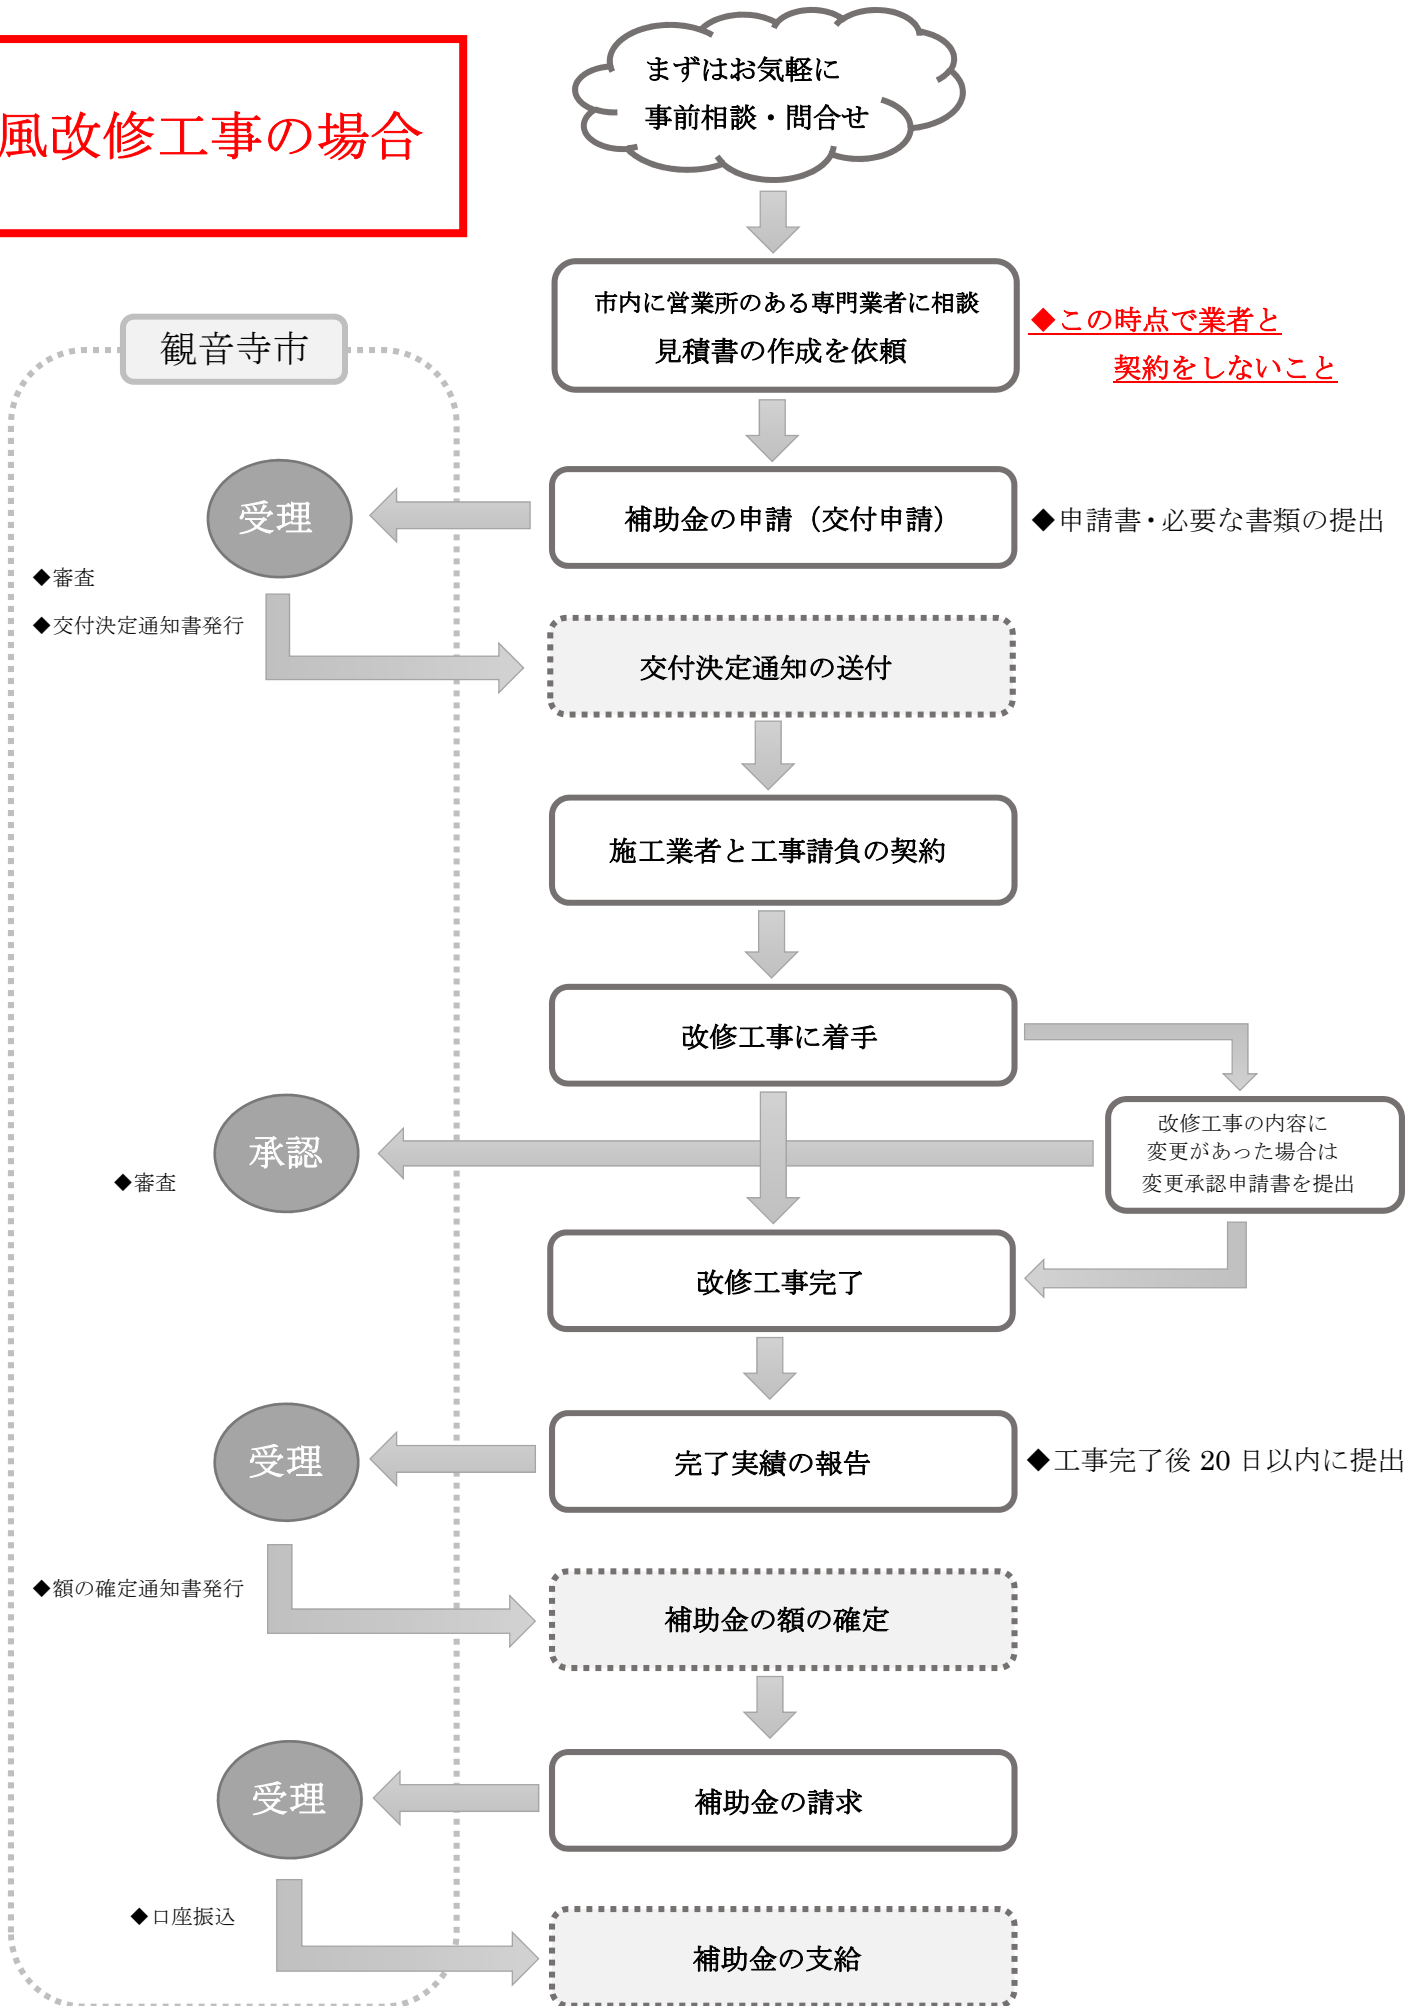 風改修工事の場合
まずはお気軽に
事前相談・問合せ
市内に営業所のある専門業者に相談
見積書の作成を依頼
◆この時点で業者と
契約をしないこと
観音寺市
受理
補助金の申請（交付申請）
◆申請書・必要な書類の提出
◆審査
◆交付決定通知書発行
交付決定通知の送付
施工業者と工事請負の契約
改修工事に着手
改修工事の内容に
変更があった場合は
変更承認申請書を提出
承認
◆審査
改修工事完了
受理
完了実績の報告
◆工事完了後 20 日以内に提出
◆額の確定通知書発行
補助金の額の確定
受理
補助金の請求
◆口座振込
補助金の支給